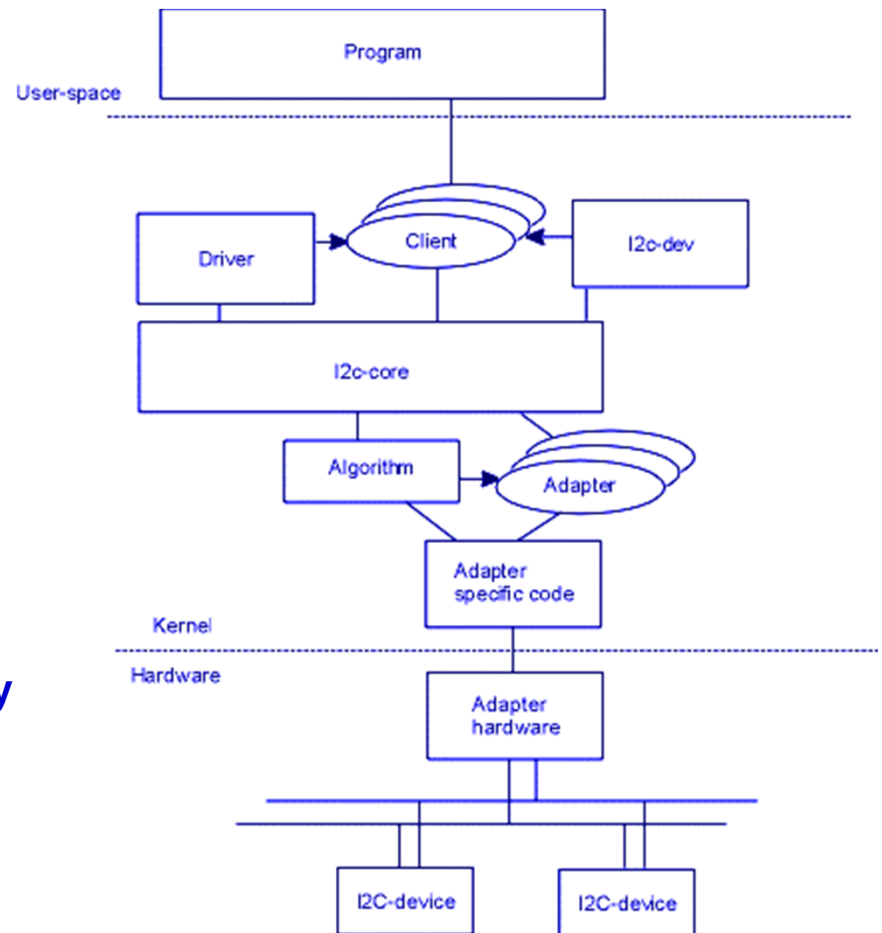 Program
User-space
Client
Driver
I2c-dev
I2c-core
Algorithm
Adapter
Adapter
specific code
Kernel
Hardware
y
Adapter
hardware
I2C-device
I2C-device